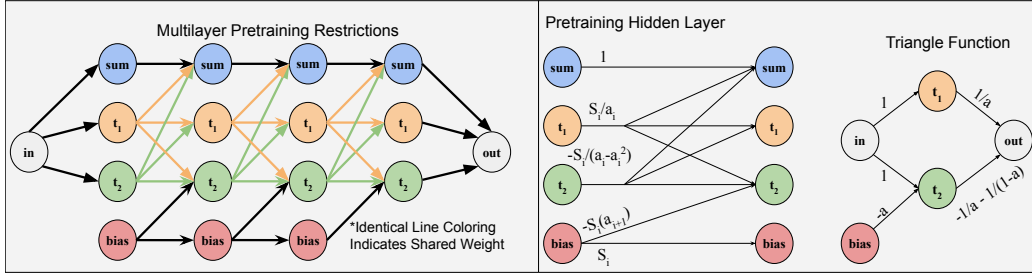 Multilayer Pretraining Restrictions
sum sum sum sum
t₁ t₁ t₁ t₁
in out
t₂ t₂ t₂ t₂
bias bias bias
*Identical Line Coloring
Indicates Shared Weight
Pretraining Hidden Layer
sum 1 sum
t₁ Sᵢ/aᵢ t₁
-Sᵢ/(aᵢ-aᵢ²)
t₂ t₂
-Sᵢ(aᵢ₊₁)
bias Sᵢ bias
Triangle Function
t₁
1 1/a
in out
1
t₂
-a -1/a - 1/(1-a)
bias